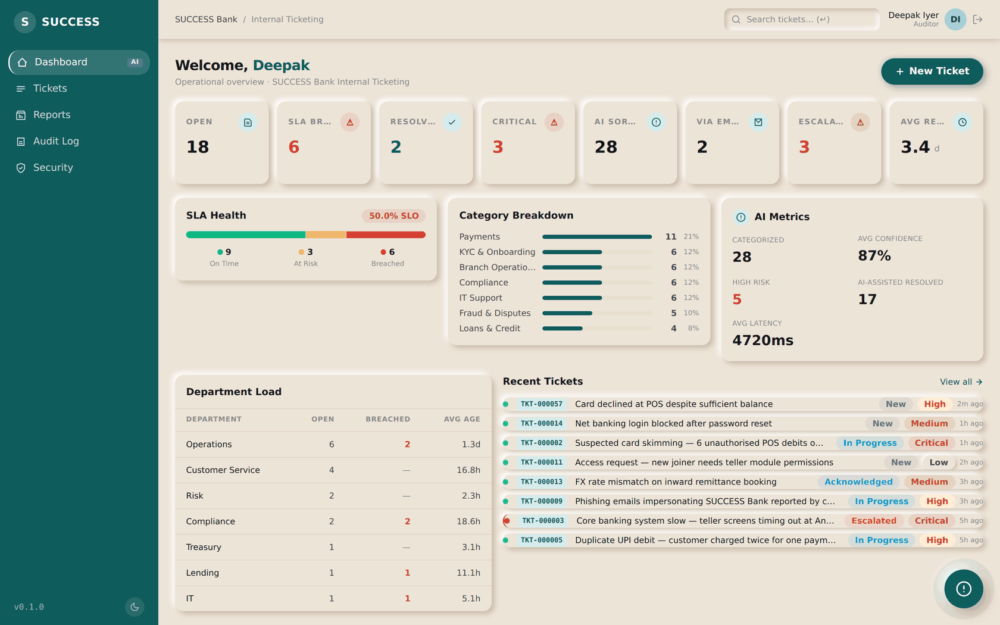 S SUCCESS
Dashboard AI
Tickets
Reports
Audit Log
Security
v0.1.0
SUCCESS Bank / Internal Ticketing
Search tickets... (↵)
Deepak Iyer
Auditor
DI
Welcome, Deepak
Operational overview · SUCCESS Bank Internal Ticketing
+ New Ticket
OPEN
18
SLA BR...
6
RESOLV...
2
CRITICAL
3
AI SOR...
28
VIA EM...
2
ESCALA...
3
AVG RE...
3.4 d
SLA Health
50.0% SLO
9
On Time
3
At Risk
6
Breached
Category Breakdown
Payments 11 21%
KYC & Onboarding 6 12%
Branch Operatio... 6 12%
Compliance 6 12%
IT Support 6 12%
Fraud & Disputes 5 10%
Loans & Credit 4 8%
AI Metrics
CATEGORIZED
28
AVG CONFIDENCE
87%
HIGH RISK
5
AI-ASSISTED RESOLVED
17
AVG LATENCY
4720ms
Department Load
DEPARTMENT OPEN BREACHED AVG AGE
Operations 6 2 1.3d
Customer Service 4 — 16.8h
Risk 2 — 2.3h
Compliance 2 2 18.6h
Treasury 1 — 3.1h
Lending 1 1 11.1h
IT 1 1 5.1h
Recent Tickets
View all →
TKT-000057 Card declined at POS despite sufficient balance New High 2m ago
TKT-000014 Net banking login blocked after password reset New Medium 1h ago
TKT-000002 Suspected card skimming — 6 unauthorised POS debits o... In Progress Critical 1h ago
TKT-000011 Access request — new joiner needs teller module permissions New Low 2h ago
TKT-000013 FX rate mismatch on inward remittance booking Acknowledged Medium 3h ago
TKT-000009 Phishing emails impersonating SUCCESS Bank reported by c... In Progress High 3h ago
TKT-000003 Core banking system slow — teller screens timing out at An... Escalated Critical 5h ago
TKT-000005 Duplicate UPI debit — customer charged twice for one paym... In Progress High 5h ago